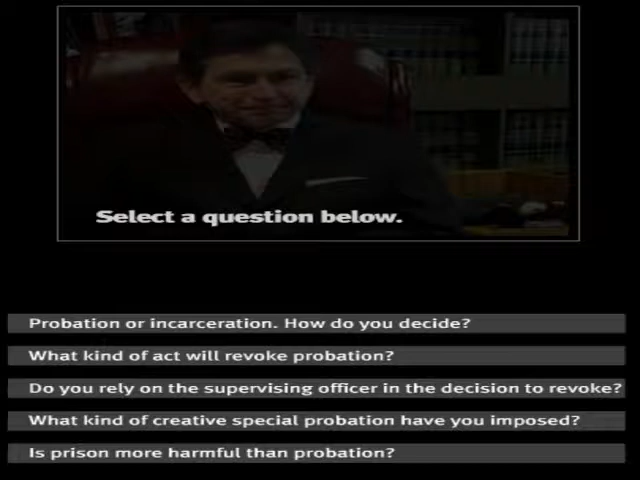 Select a question below.
Probation or incarceration. How do you decide?
What kind of act will revoke probation?
Do you rely on the supervising officer in the decision to revoke?
What kind of creative special probation have you imposed?
Is prison more harmful than probation?